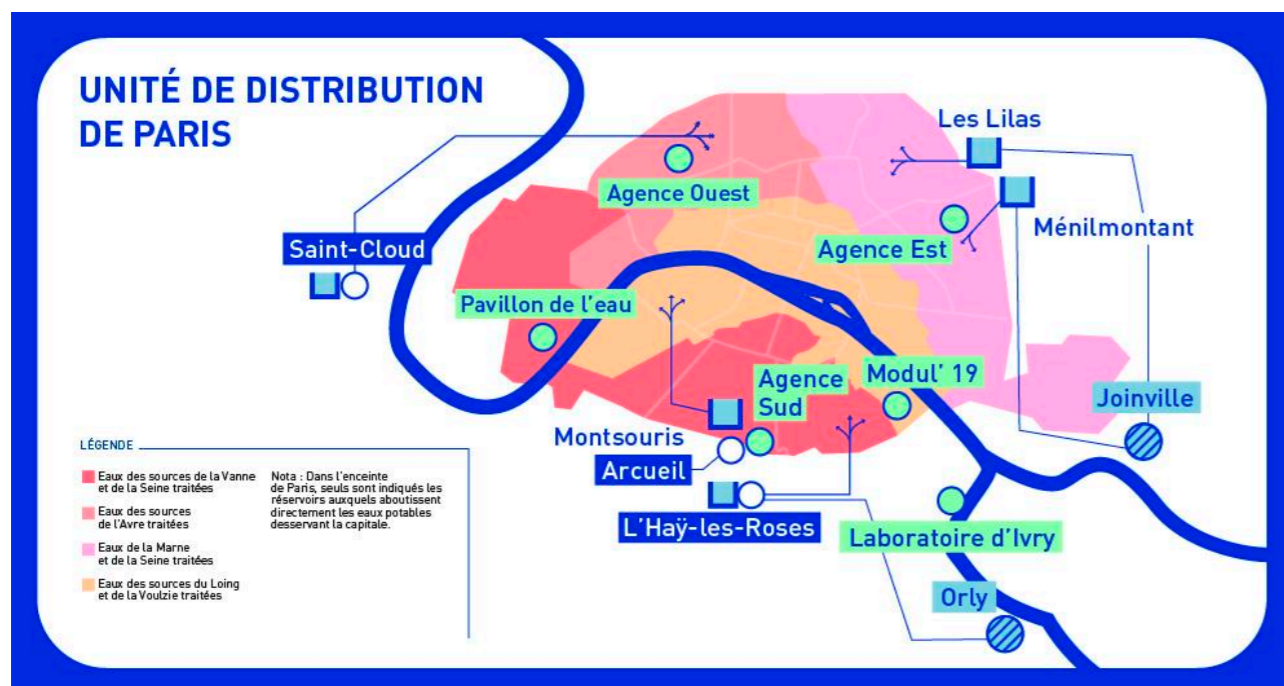 UNITÉ DE DISTRIBUTION
DE PARIS
Les Lilas
Agence Ouest
Ménilmontant
Saint-Cloud
Agence Est
Pavillon de l'eau
Agence
Sud
Modul' 19
Joinville
Montsouris
Arcueil
L'Haÿ-les-Roses
Laboratoire d'Ivry
Orly
LÉGENDE
Eaux des sources de la Vanne
et de la Seine traitées
Eaux des sources
de l'Avre traitées
Eaux de la Marne
et de la Seine traitées
Eaux des sources du Loing
et de la Voulzie traitées
Nota : Dans l'enceinte
de Paris, seuls sont indiqués les
réservoirs auxquels aboutissent
directement les eaux potables
desservant la capitale.